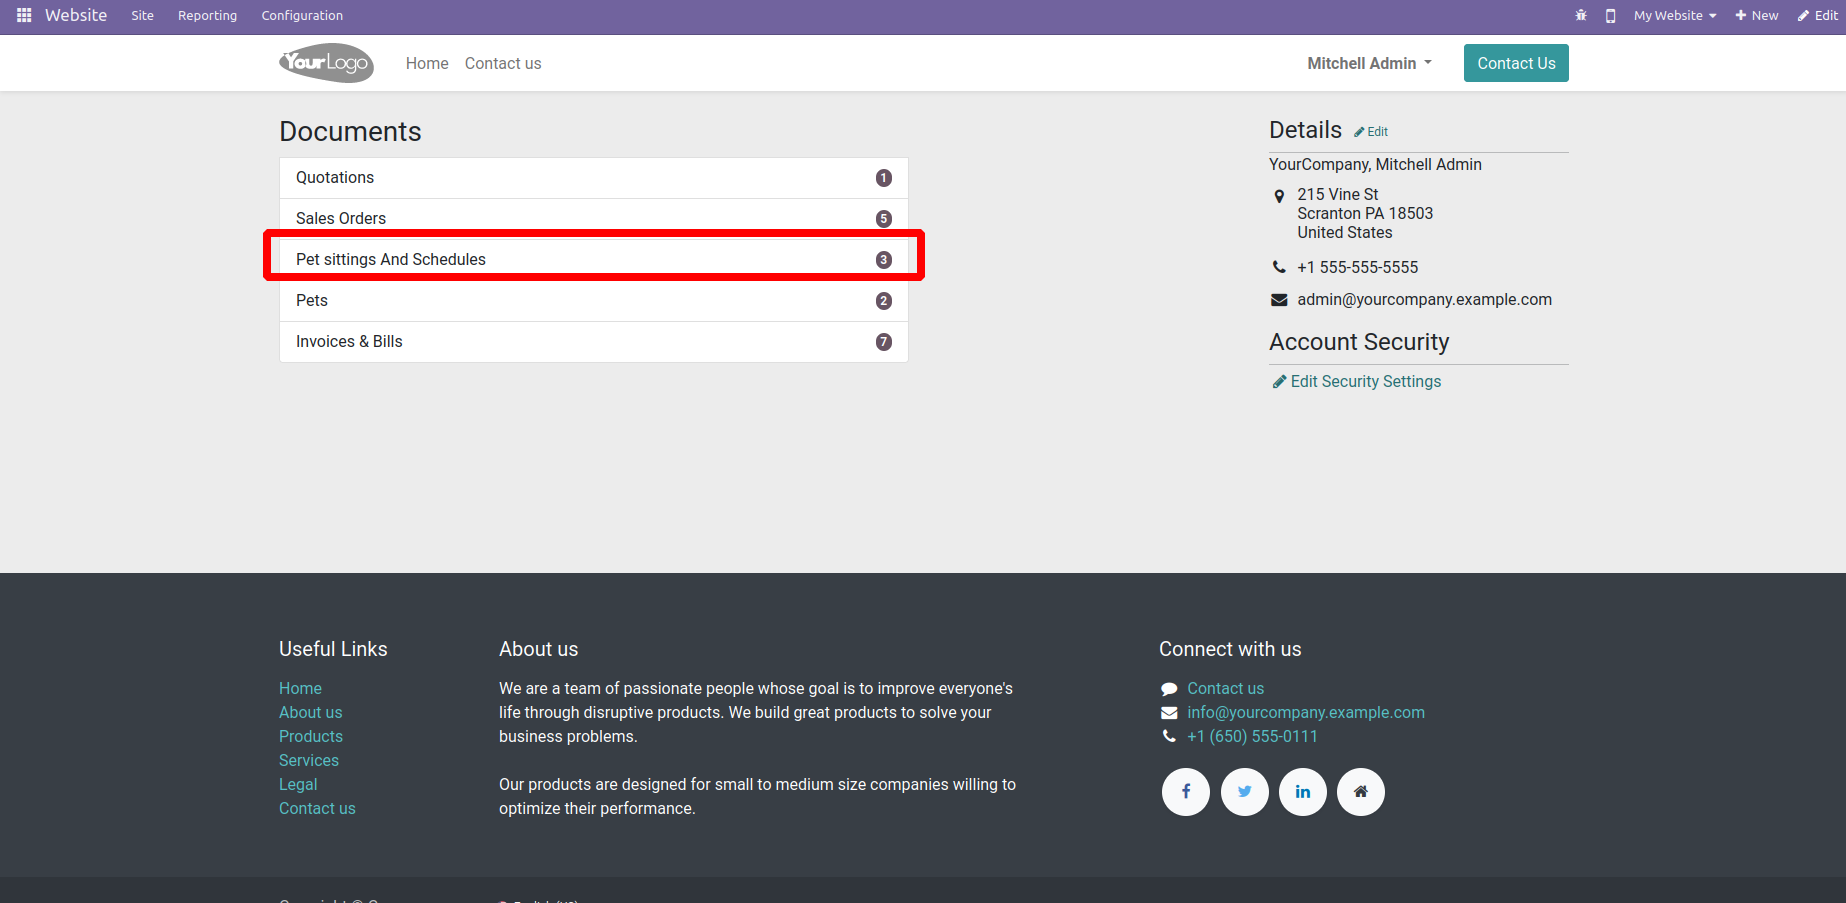 Website Site Reporting Configuration My Website New Edit
YourLogo Home Contact us Mitchell Admin Contact Us
Documents
Quotations 1
Sales Orders 5
Pet sittings And Schedules 3
Pets 2
Invoices & Bills 7
Details Edit
YourCompany, Mitchell Admin
215 Vine St
Scranton PA 18503
United States
+1 555-555-5555
admin@yourcompany.example.com
Account Security
Edit Security Settings
Useful Links
Home
About us
Products
Services
Legal
Contact us
About us
We are a team of passionate people whose goal is to improve everyone's
life through disruptive products. We build great products to solve your
business problems.
Our products are designed for small to medium size companies willing to
optimize their performance.
Connect with us
Contact us
info@yourcompany.example.com
+1 (650) 555-0111